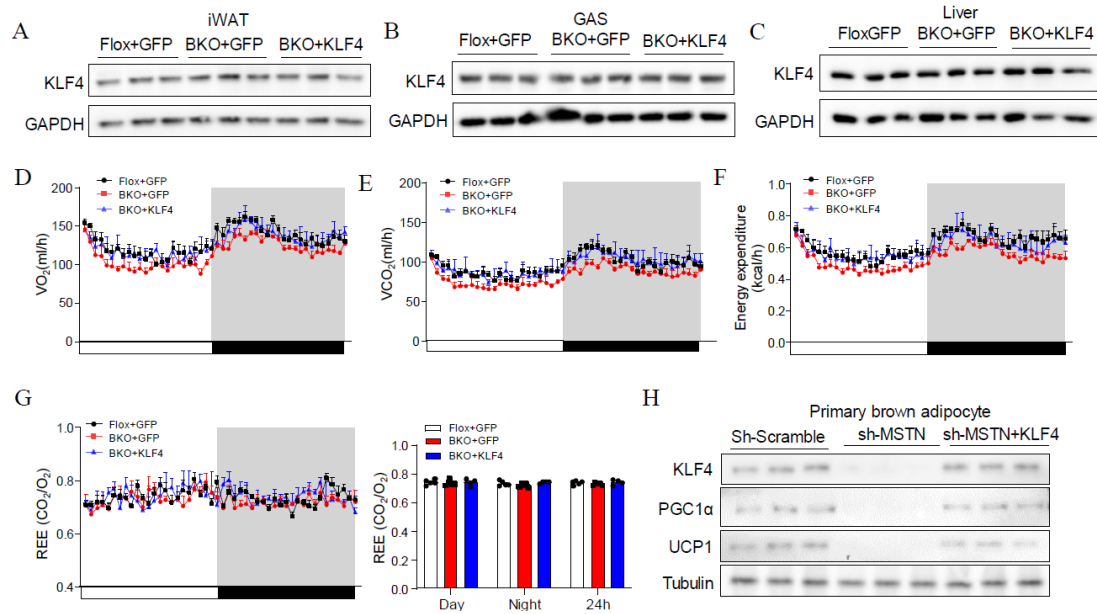 A
iWAT
Flox+GFP BKO+GFP BKO+KLF4
KLF4
GAPDH
B
GAS
Flox+GFP BKO+GFP BKO+KLF4
KLF4
GAPDH
C
Liver
FloxGFP BKO+GFP BKO+KLF4
KLF4
GAPDH
D
Flox+GFP
BKO+GFP
BKO+KLF4
VO2(ml/h)
200
150
100
50
0
E
Flox+GFP
BKO+GFP
BKO+KLF4
VCO2(ml/h)
200
150
100
50
0
F
Flox+GFP
BKO+GFP
BKO+KLF4
Energy expenditure
(kcal/h)
1.0
0.8
0.6
0.4
0.2
0.0
G
Flox+GFP
BKO+GFP
BKO+KLF4
REE (CO2/O2)
1.0
0.8
0.6
0.4
Flox+GFP
BKO+GFP
BKO+KLF4
REE (CO2/O2)
1.0
0.8
0.6
0.4
0.2
0.0
Day Night 24h
H
Primary brown adipocyte
Sh-Scramble sh-MSTN sh-MSTN+KLF4
KLF4
PGC1α
UCP1
Tubulin